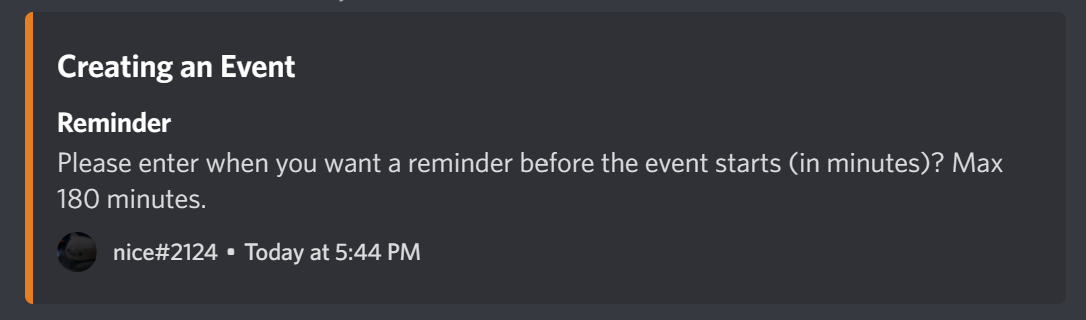 Creating an Event
Reminder
Please enter when you want a reminder before the event starts (in minutes)? Max
180 minutes.
nice#2124 • Today at 5:44 PM